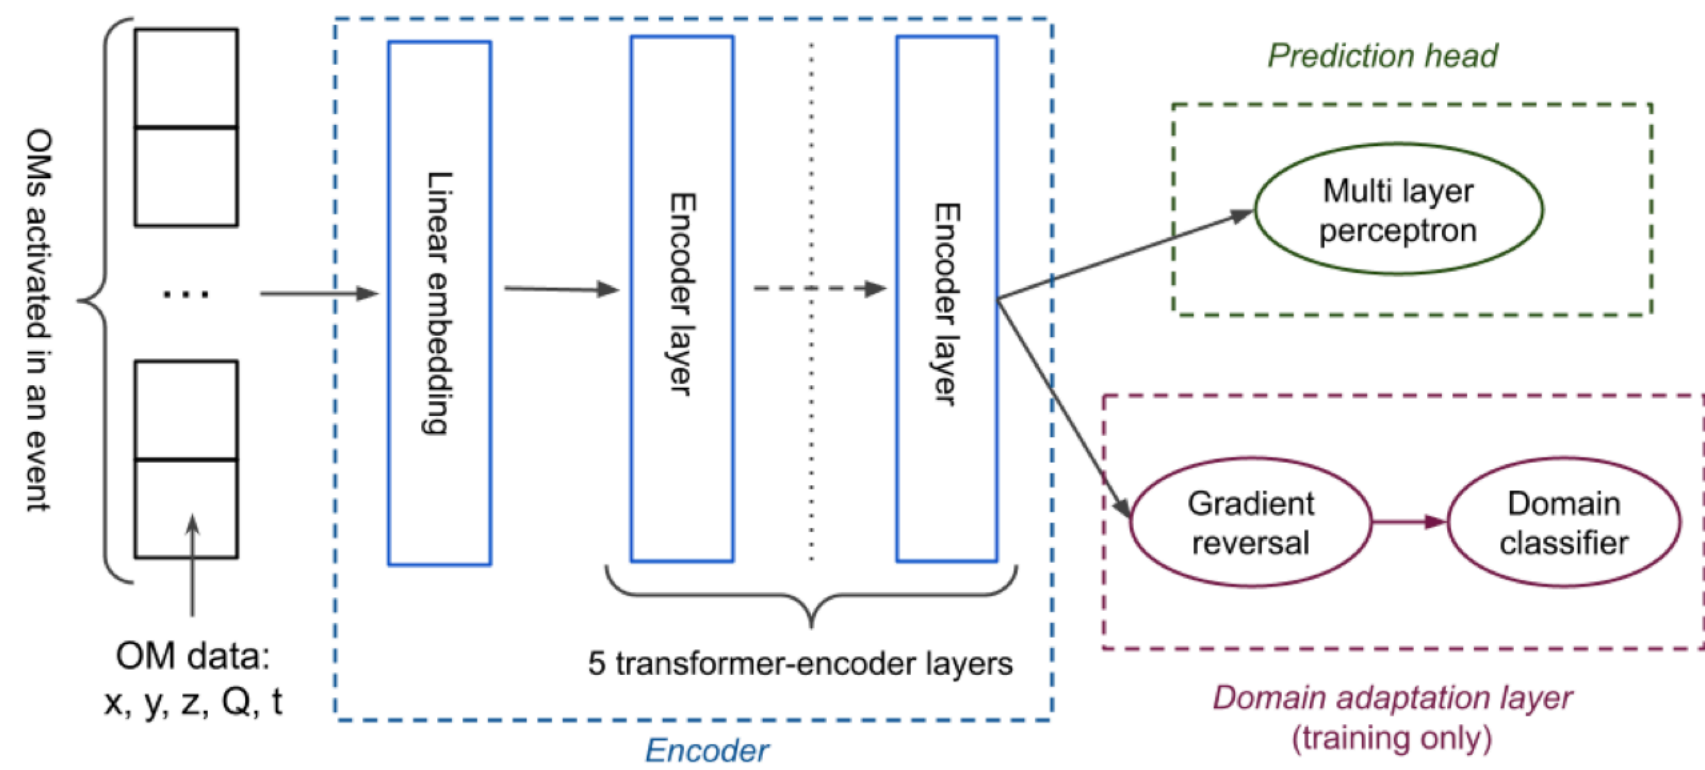 OMs activated in an event
...
OM data:
x, y, z, Q, t
Linear embedding
Encoder layer
Encoder layer
5 transformer-encoder layers
Encoder
Prediction head
Multi layer
perceptron
Gradient
reversal
Domain
classifier
Domain adaptation layer
(training only)